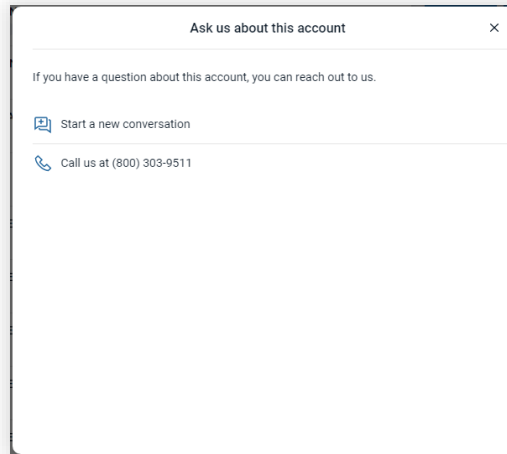 Ask us about this account
If you have a question about this account, you can reach out to us.
Start a new conversation
Call us at (800) 303-9511